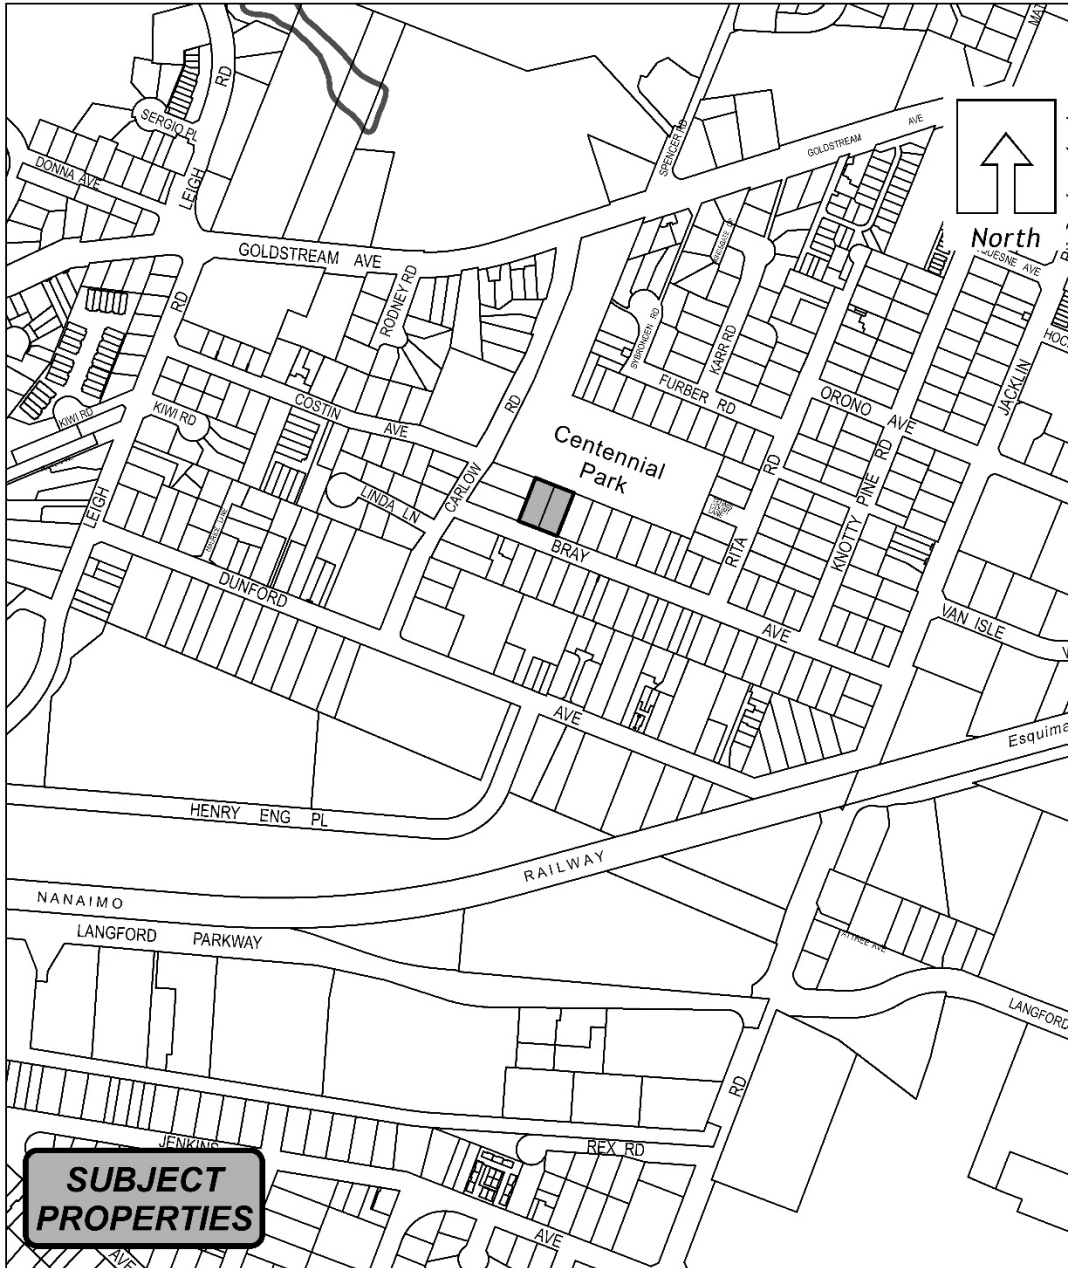 RD
SERGIO PL
DONNA AVE
LEIGH
SPENCER RD
GOLDSTREAM AVE
North
GOLDSTREAM AVE
RODNEY RD
RD
SYBRONDEN RD
KARR RD
FURBER RD
ORONO AVE
JACKLIN
COSTIN AVE
KIWI RD
KIWI RD
RD
CARLOW
Centennial
Park
LINDA LN
LEIGH
RD
RITA
KNOTTY PINE RD
BRAY AVE
DUNFORD AVE
VAN ISLE
Esquima
HENRY ENG PL
RAILWAY
NANAIMO
LANGFORD PARKWAY
LANGFORD
RD
REX RD
JENKINS
AVE
AVE
SUBJECT
PROPERTIES